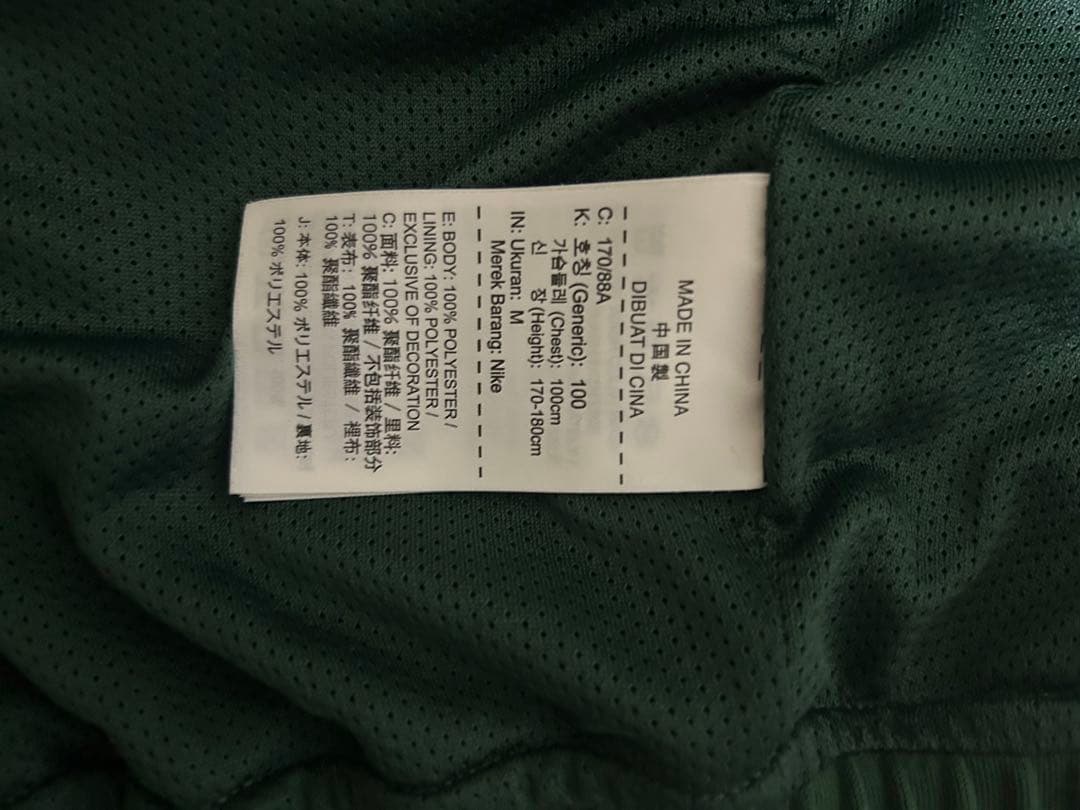 MADE IN CHINA
中国製
DIBUAT DI CINA
C: 170/88A
K: 호칭 (Generic): 100
가슴둘레 (Chest): 100cm
신 장 (Height): 170-180cm
IN: Ukuran: M
Merek Barang: Nike
E: BODY: 100% POLYESTER /
LINING: 100% POLYESTER /
EXCLUSIVE OF DECORATION
C: 面料: 100% 聚酯纤维 / 里料:
100% 聚酯纤维 / 不包括装饰部分
T: 表布: 100% 聚酯纖維 / 裡布:
100% 聚酯纖維
J: 本体: 100% ポリエステル / 裏地:
100% ポリエステル